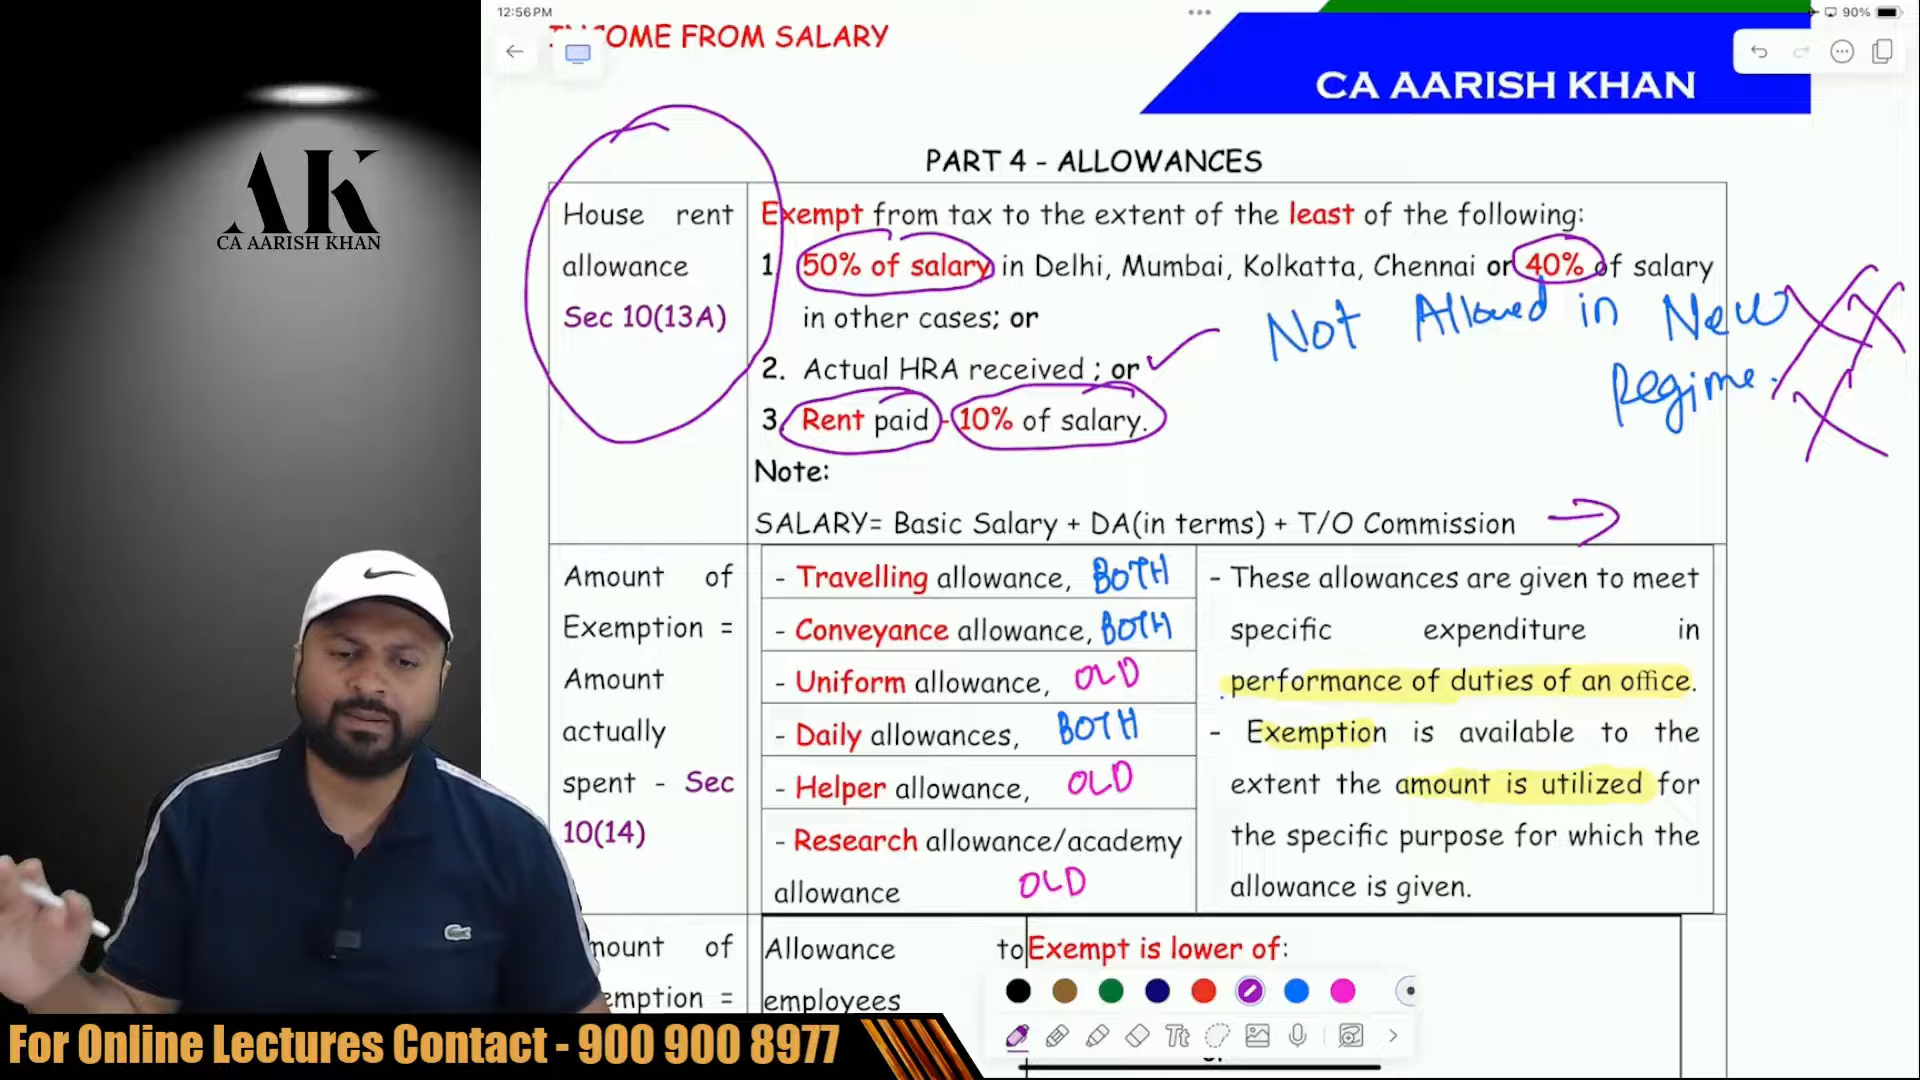 12:56 PM
90%
INCOME FROM SALARY
CA AARISH KHAN
AK
CA AARISH KHAN
PART 4 - ALLOWANCES
House rent
allowance
Sec 10(13A)
Exempt from tax to the extent of the least of the following:
1 50% of salary in Delhi, Mumbai, Kolkatta, Chennai or 40% of salary
in other cases; or
2. Actual HRA received ; or
3. Rent paid - 10% of salary.
Not Allowed in New
Regime.
Note:
SALARY= Basic Salary + DA(in terms) + T/O Commission
Amount of
Exemption =
Amount
actually
spent - Sec
10(14)
- Travelling allowance, BOTH
- Conveyance allowance, BOTH
- Uniform allowance, OLD
- Daily allowances, BOTH
- Helper allowance, OLD
- Research allowance/academy
allowance OLD
- These allowances are given to meet
specific expenditure in
performance of duties of an office.
- Exemption is available to the
extent the amount is utilized for
the specific purpose for which the
allowance is given.
mount of
emption =
Allowance to
employees
Exempt is lower of:
Tt
For Online Lectures Contact - 900 900 8977